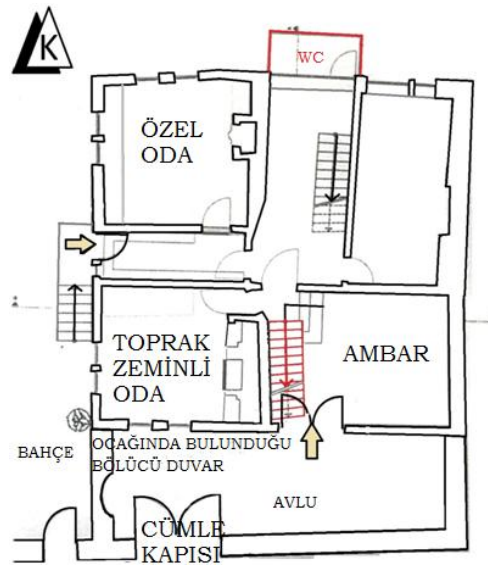 K
WC
ÖZEL
ODA
TOPRAK
ZEMİNLİ
ODA
AMBAR
OCAĞINDA BULUNDUĞU
BÖLÜCÜ DUVAR
BAHÇE
AVLU
CÜMLE
KAPISI